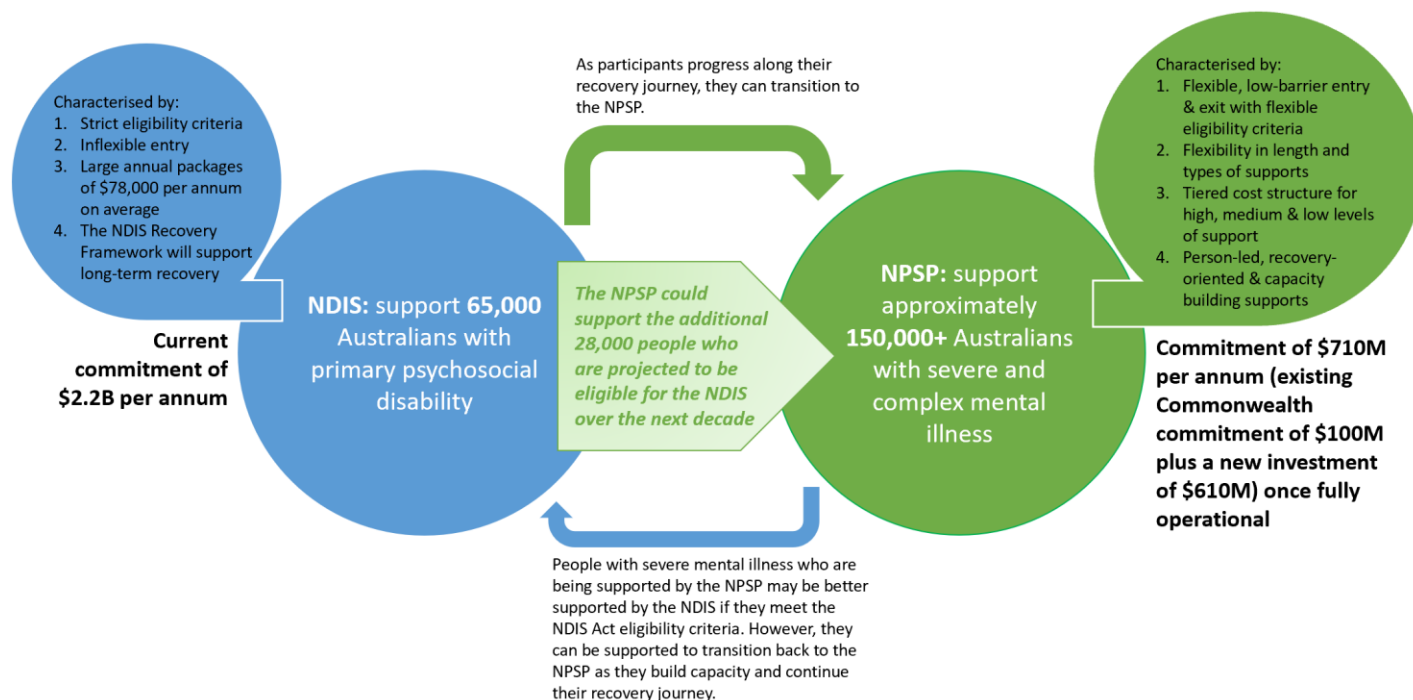 Characterised by:
1. Strict eligibility criteria
2. Inflexible entry
3. Large annual packages
of $78,000 per annum
on average
4. The NDIS Recovery
Framework will support
long-term recovery
Current
commitment of
$2.2B per annum
NDIS: support 65,000
Australians with
primary psychosocial
disability
As participants progress along their
recovery journey, they can transition to
the NPSP.
The NPSP could
support the additional
28,000 people who
are projected to be
eligible for the NDIS
over the next decade
People with severe mental illness who are
being supported by the NPSP may be better
supported by the NDIS if they meet the
NDIS Act eligibility criteria. However, they
can be supported to transition back to the
NPSP as they build capacity and continue
their recovery journey.
NPSP: support
approximately
150,000+ Australians
with severe and
complex mental
illness
Characterised by:
1. Flexible, low-barrier entry
& exit with flexible
eligibility criteria
2. Flexibility in length and
types of supports
3. Tiered cost structure for
high, medium & low levels
of support
4. Person-led, recovery-
oriented & capacity
building supports
Commitment of $710M
per annum (existing
Commonwealth
commitment of $100M
plus a new investment
of $610M) once fully
operational